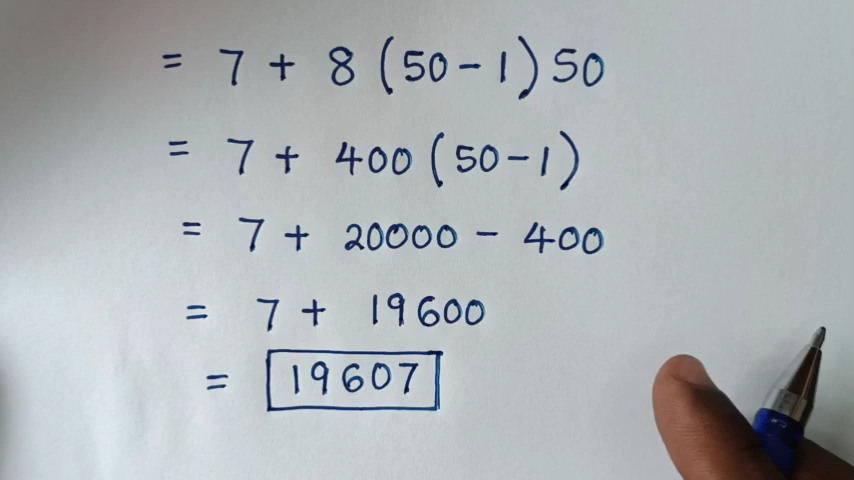 = 7 + 8 (50 - 1) 50
= 7 + 400 (50 - 1)
= 7 + 20000 - 400
= 7 + 19600
= 19607